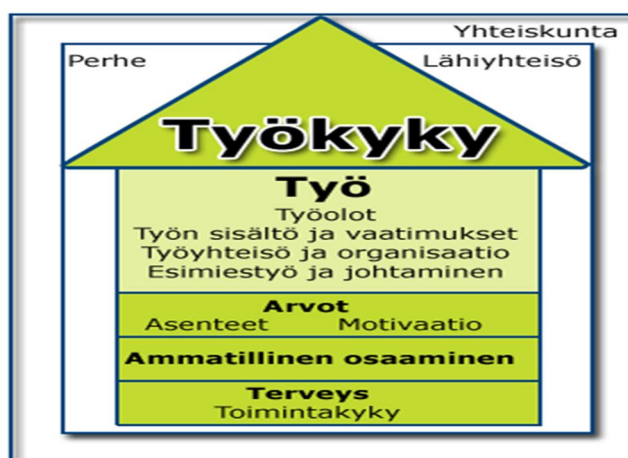 Yhteiskunta
Perhe Lähiyhteisö
Työkyky
Työ
Työolot
Työn sisältö ja vaatimukset
Työyhteisö ja organisaatio
Esimiestyö ja johtaminen
Arvot
Asenteet Motivaatio
Ammatillinen osaaminen
Terveys
Toimintakyky